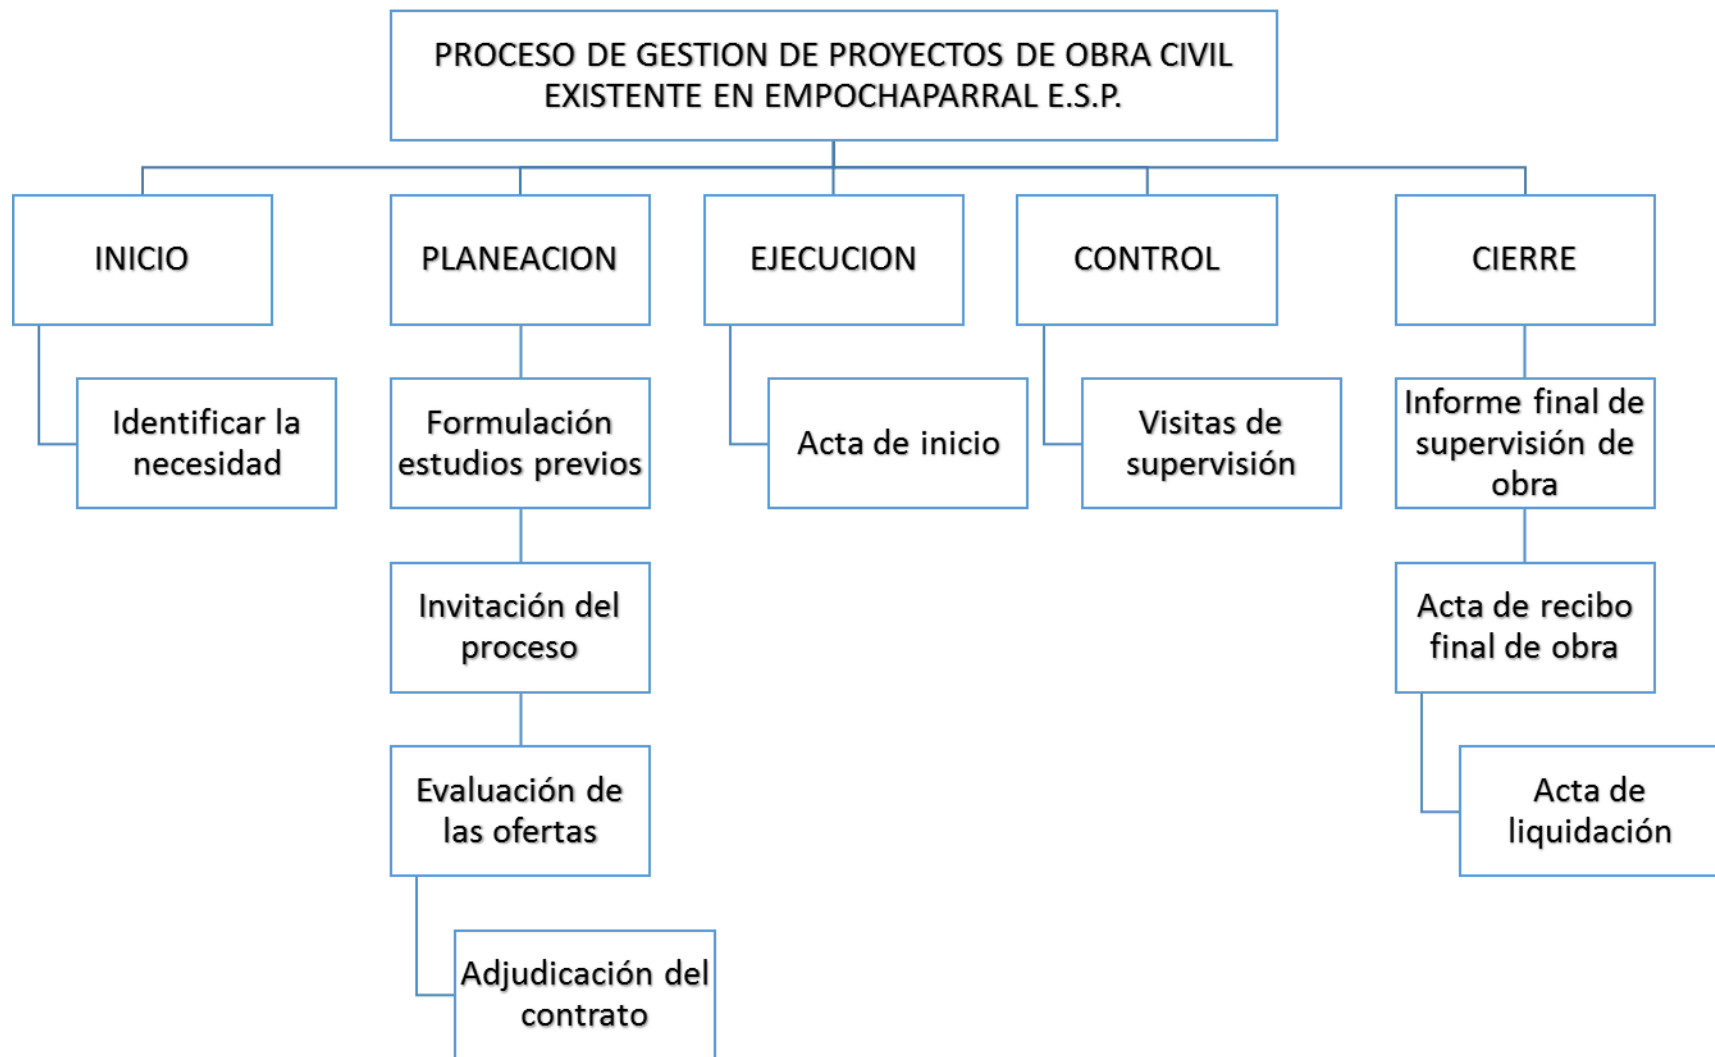 PROCESO DE GESTION DE PROYECTOS DE OBRA CIVIL
EXISTENTE EN EMPOCHAPARRAL E.S.P.
INICIO
PLANEACION
EJECUCION
CONTROL
CIERRE
Identificar la
necesidad
Formulación
estudios previos
Acta de inicio
Visitas de
supervisión
Informe final de
supervisión de
obra
Invitación del
proceso
Acta de recibo
final de obra
Evaluación de
las ofertas
Acta de
liquidación
Adjudicación del
contrato